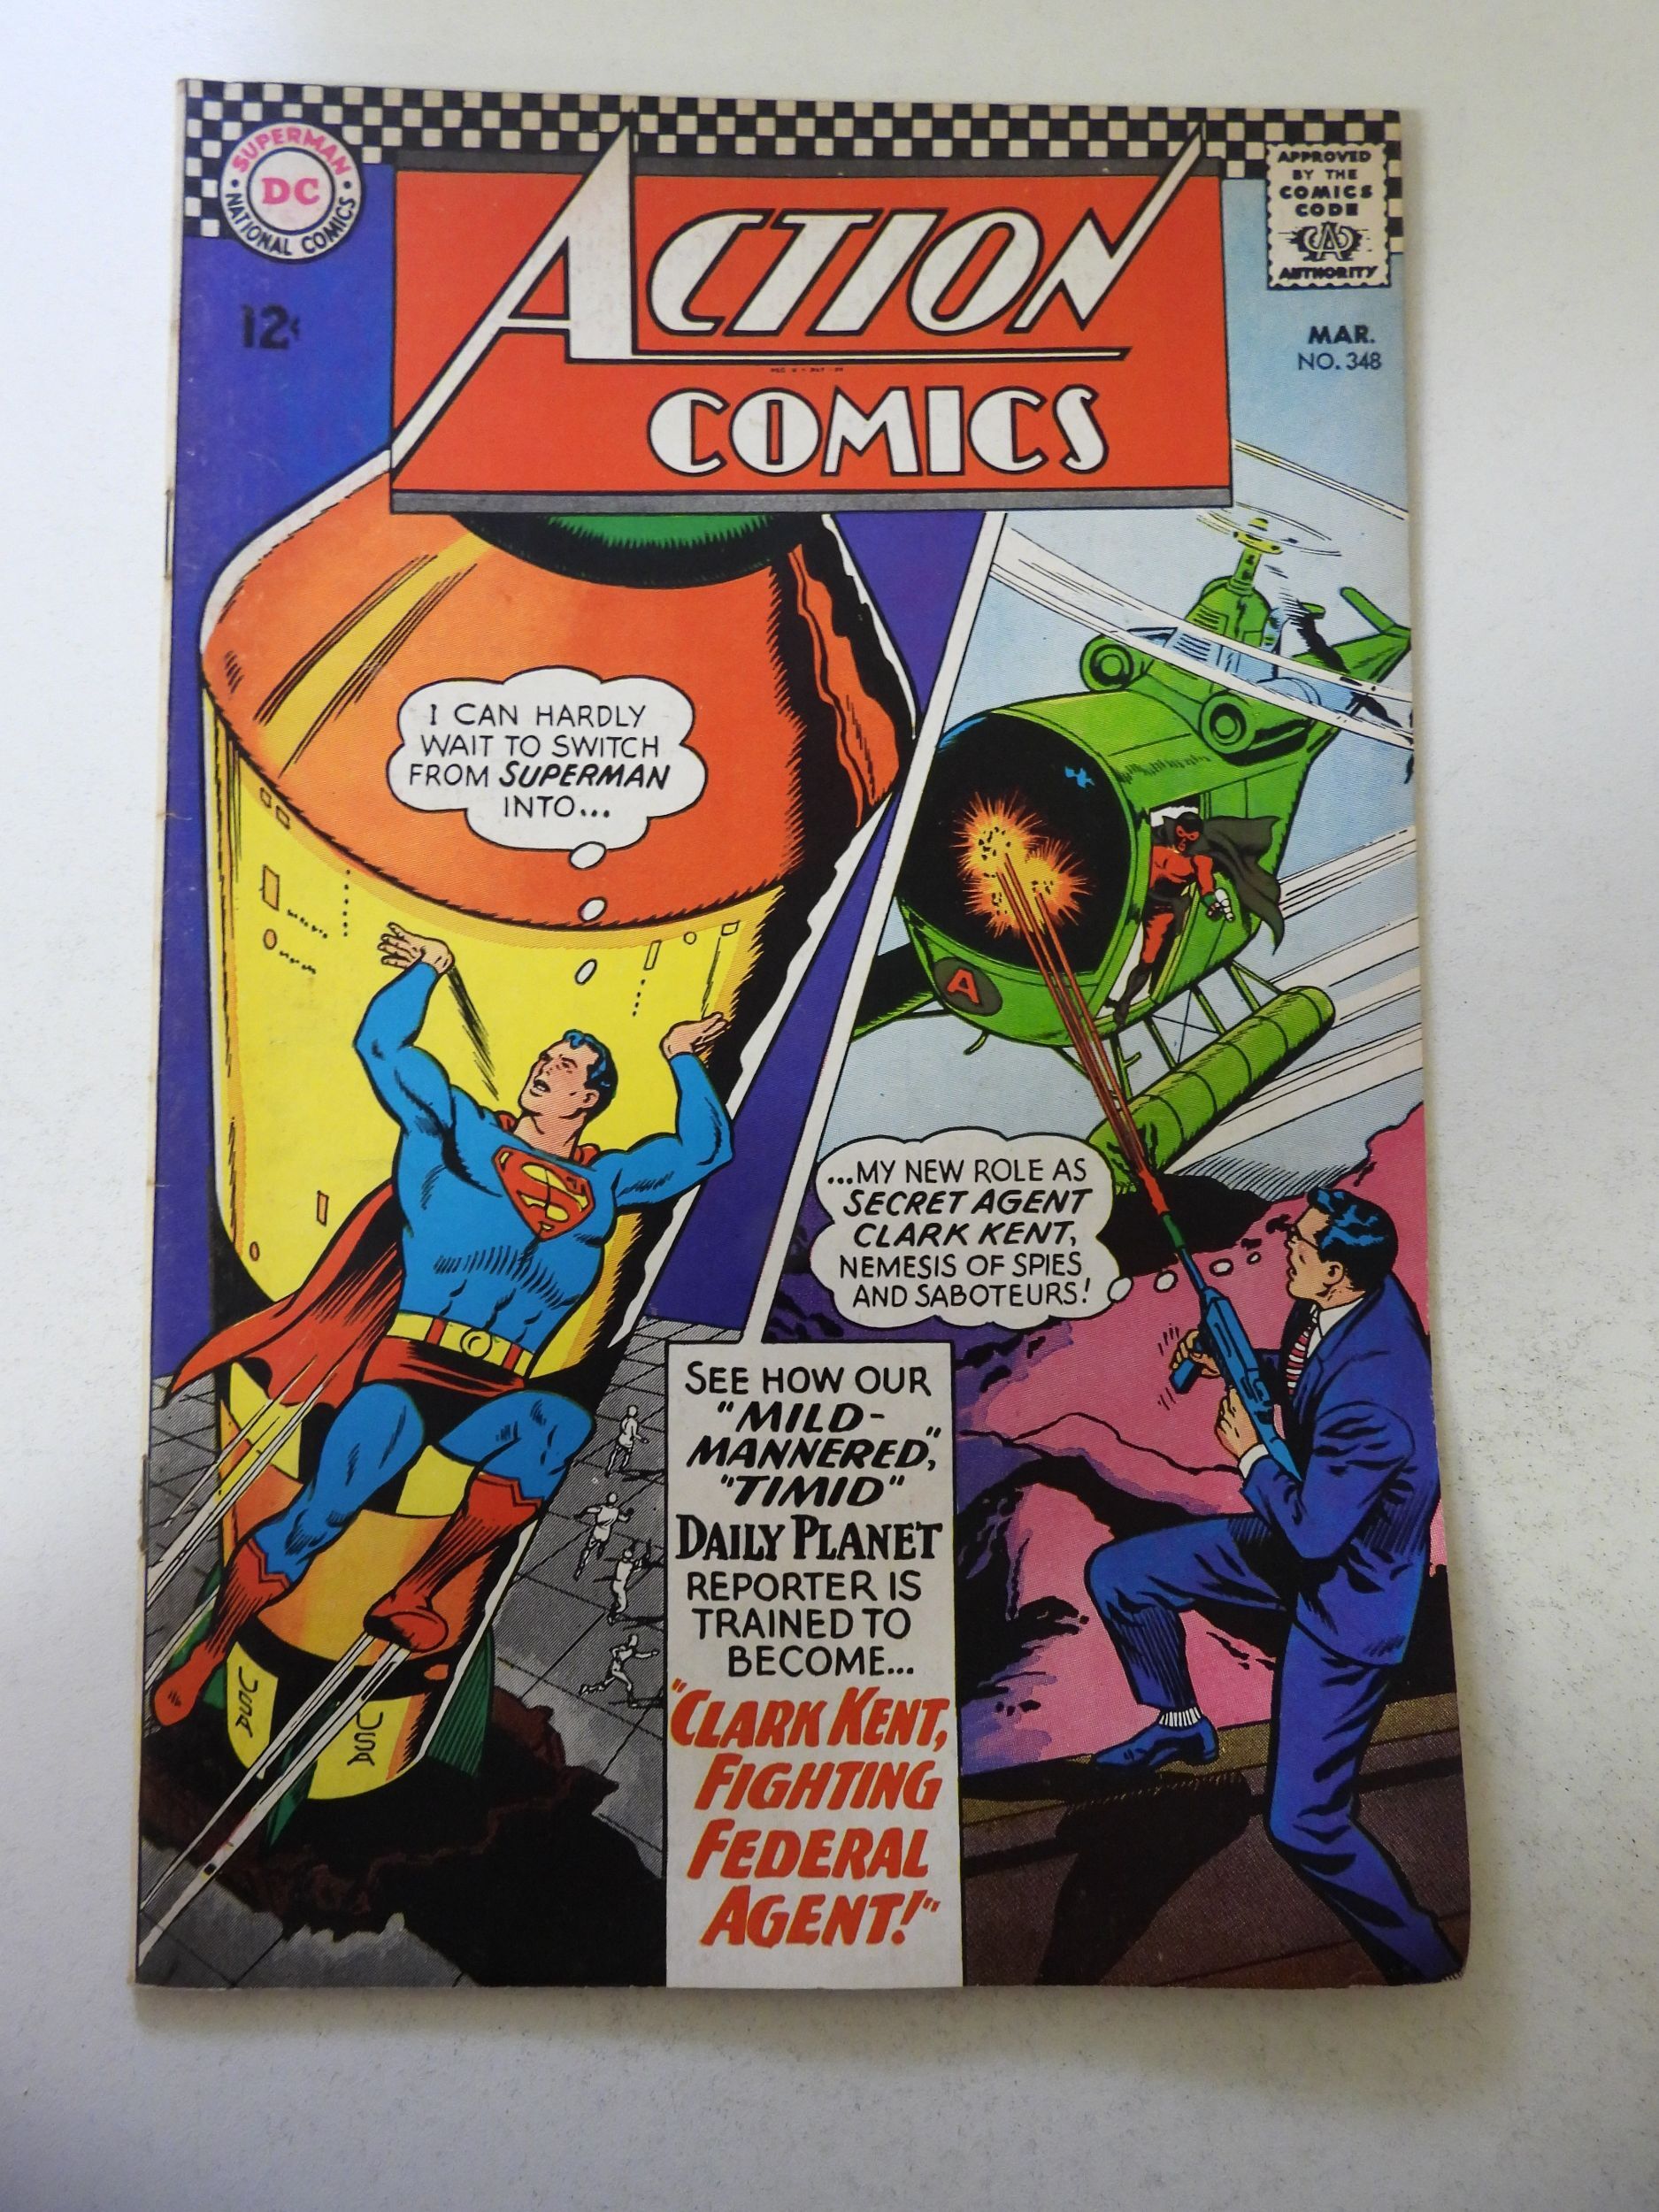 SUPERMAN
DC
NATIONAL COMICS
12¢
ACTION
COMICS
APPROVED
BY THE
COMICS
CODE
AUTHORITY
MAR.
NO. 348
I CAN HARDLY
WAIT TO SWITCH
FROM SUPERMAN
INTO...
A
...MY NEW ROLE AS
SECRET AGENT
CLARK KENT,
NEMESIS OF SPIES
AND SABOTEURS!
SEE HOW OUR
"MILD-
MANNERED,"
"TIMID"
DAILY PLANET
REPORTER IS
TRAINED TO
BECOME...
"CLARK KENT,
FIGHTING
FEDERAL
AGENT!"